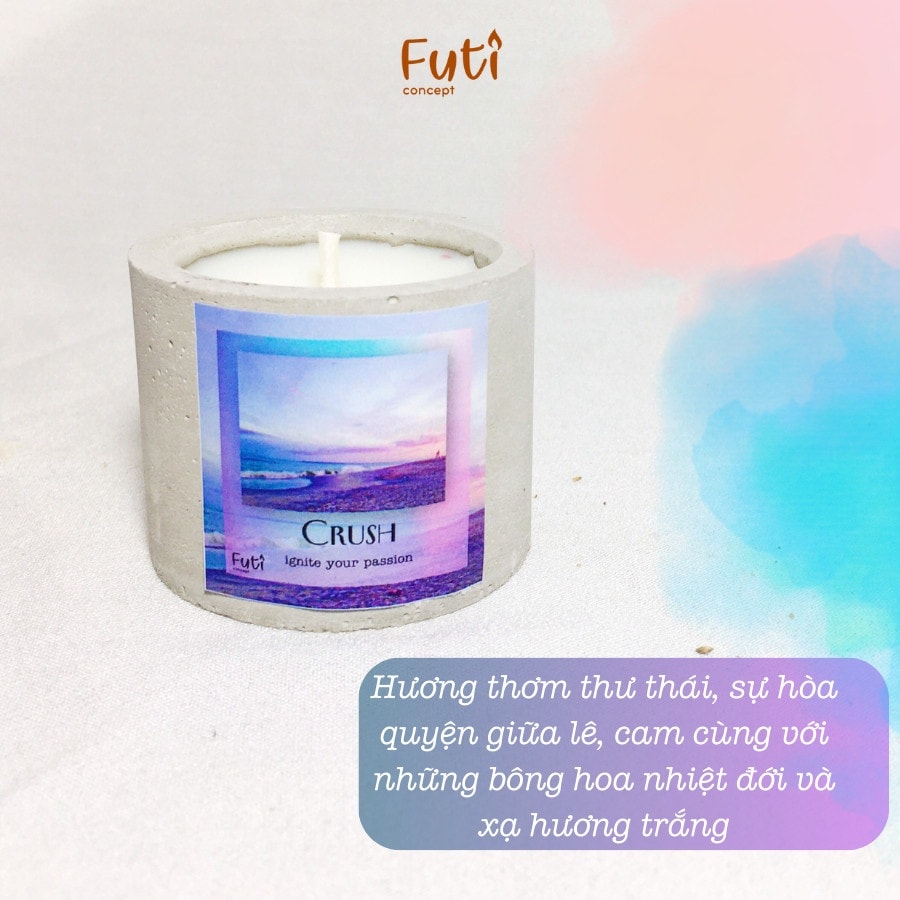 Futi
concept
CRUSH
ignite your passion
Futi
concept
Hương thơm thư thái, sự hòa
quyện giữa lê, cam cùng với
những bông hoa nhiệt đới và
xạ hương trắng